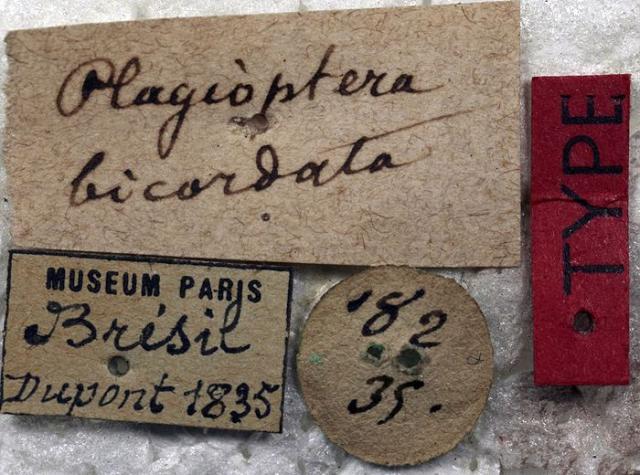 Plagiòptera
bicordata
MUSEUM PARIS
Brésil
Dupont 1835
182
35.
TYPE